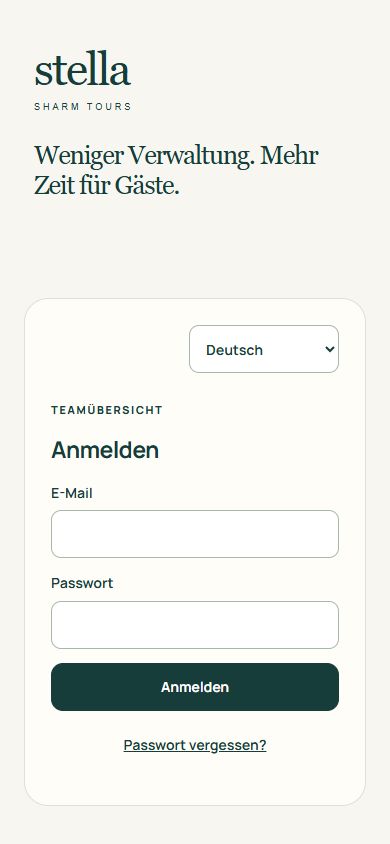 stella
SHARM TOURS
Weniger Verwaltung. Mehr
Zeit für Gäste.
Deutsch
TEAMÜBERSICHT
Anmelden
E-Mail
Passwort
Anmelden
Passwort vergessen?